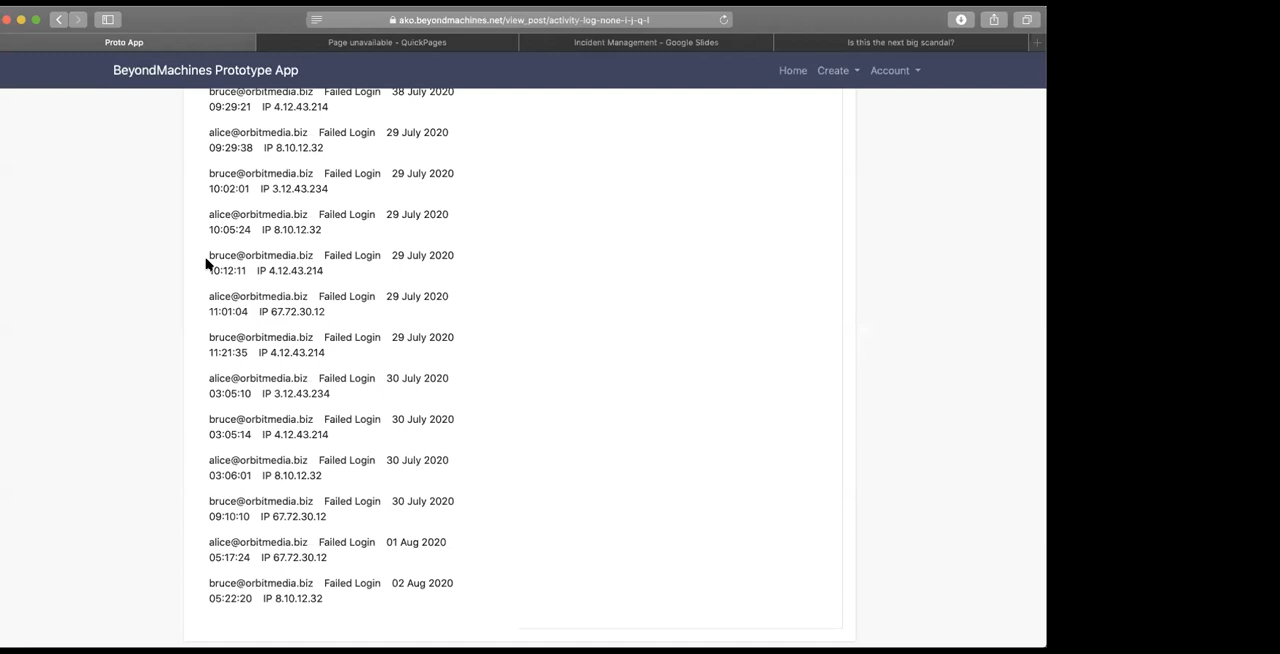 ako.beyondmachines.net/view_post/activity-log-none-i-j-q-l
Proto App Page unavailable - QuickPages Incident Management - Google Slides Is this the next big scandal?
BeyondMachines Prototype App Home Create Account
bruce@orbitmedia.biz Failed Login 38 July 2020
09:29:21 IP 4.12.43.214
alice@orbitmedia.biz Failed Login 29 July 2020
09:29:38 IP 8.10.12.32
bruce@orbitmedia.biz Failed Login 29 July 2020
10:02:01 IP 3.12.43.234
alice@orbitmedia.biz Failed Login 29 July 2020
10:05:24 IP 8.10.12.32
bruce@orbitmedia.biz Failed Login 29 July 2020
10:12:11 IP 4.12.43.214
alice@orbitmedia.biz Failed Login 29 July 2020
11:01:04 IP 67.72.30.12
bruce@orbitmedia.biz Failed Login 29 July 2020
11:21:35 IP 4.12.43.214
alice@orbitmedia.biz Failed Login 30 July 2020
03:05:10 IP 3.12.43.234
bruce@orbitmedia.biz Failed Login 30 July 2020
03:05:14 IP 4.12.43.214
alice@orbitmedia.biz Failed Login 30 July 2020
03:06:01 IP 8.10.12.32
bruce@orbitmedia.biz Failed Login 30 July 2020
09:10:10 IP 67.72.30.12
alice@orbitmedia.biz Failed Login 01 Aug 2020
05:17:24 IP 67.72.30.12
bruce@orbitmedia.biz Failed Login 02 Aug 2020
05:22:20 IP 8.10.12.32